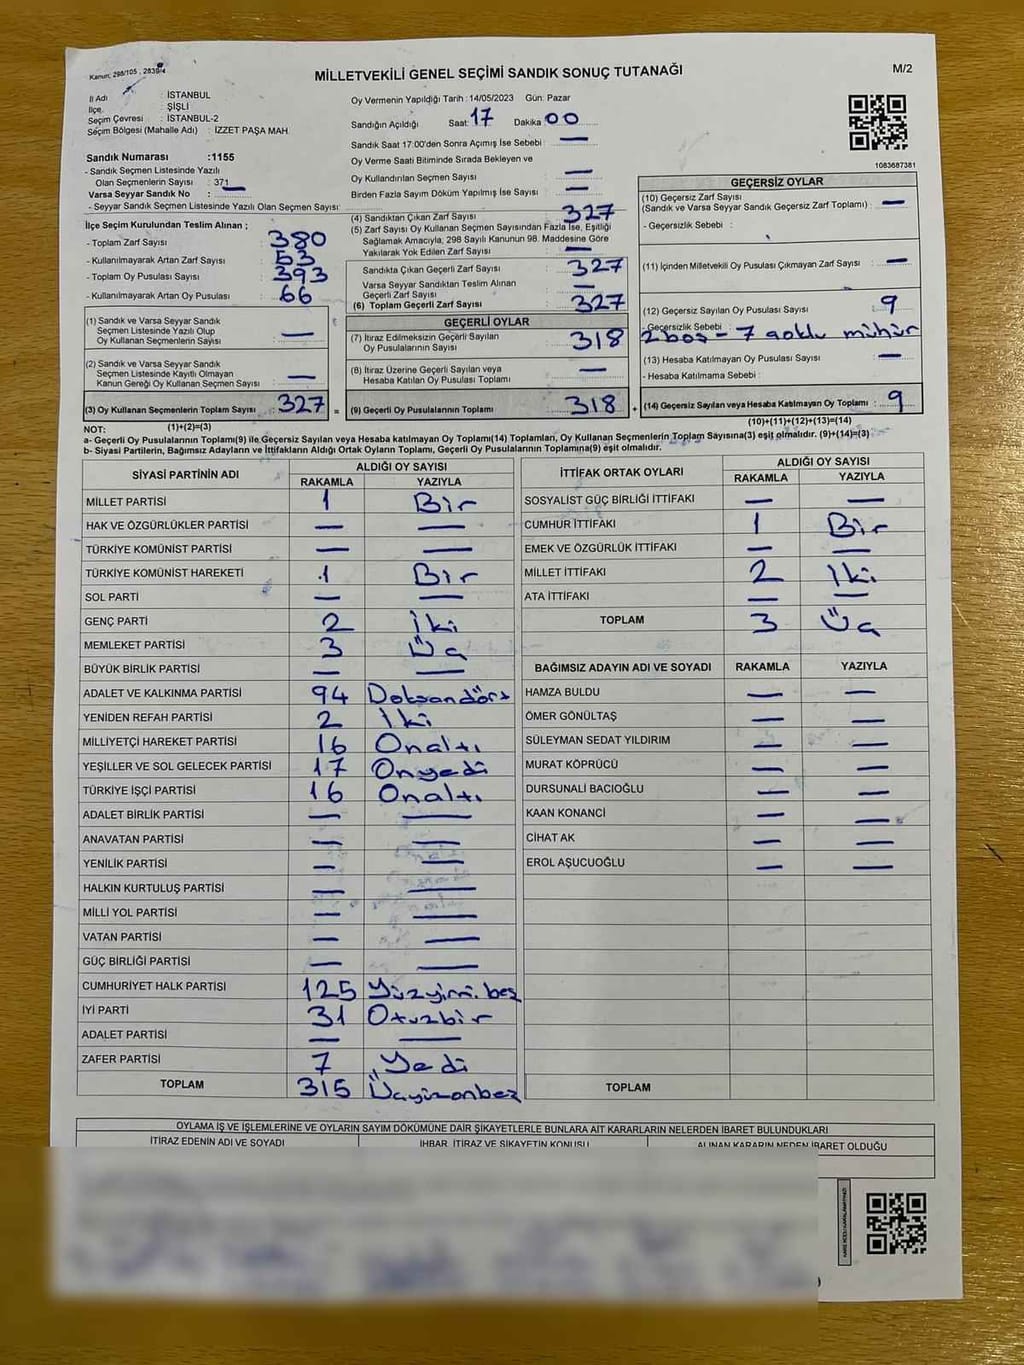 Kanun, 298/105 , 2839/4
MİLLETVEKİLİ GENEL SEÇİMİ SANDIK SONUÇ TUTANAĞI
M/2
İl Adı : İSTANBUL
İlçe : ŞİŞLİ
Seçim Çevresi : İSTANBUL-2
Seçim Bölgesi (Mahalle Adı) : İZZET PAŞA MAH.
Sandık Numarası :1155
- Sandık Seçmen Listesinde Yazılı
Olan Seçmenlerin Sayısı : 371
Varsa Seyyar Sandık No : —
- Seyyar Sandık Seçmen Listesinde Yazılı Olan Seçmen Sayısı:
Oy Vermenin Yapıldığı Tarih : 14/05/2023 Gün: Pazar
Sandığın Açıldığı Saat: 17 Dakika: 00
Sandık Saat 17:00'den Sonra Açımış İse Sebebi : —
Oy Verme Saati Bitiminde Sırada Bekleyen ve
Oy Kullandırılan Seçmen Sayısı : —
Birden Fazla Sayım Döküm Yapılmış İse Sayısı : —
1083687381
İlçe Seçim Kurulundan Teslim Alınan ;
- Toplam Zarf Sayısı : 380
- Kullanılmayarak Artan Zarf Sayısı : 53
- Toplam Oy Pusulası Sayısı : 393
- Kullanılmayarak Artan Oy Pusulası : 66
(1) Sandık ve Varsa Seyyar Sandık
Seçmen Listesinde Yazılı Olup
Oy Kullanan Seçmenlerin Sayısı : —
(2) Sandık ve Varsa Seyyar Sandık
Seçmen Listesinde Kayıtlı Olmayan
Kanun Gereği Oy Kullanan Seçmen Sayısı : —
(3) Oy Kullanan Seçmenlerin Toplam Sayısı : 327 =
(4) Sandıktan Çıkan Zarf Sayısı : 327
(5) Zarf Sayısı Oy Kullanan Seçmen Sayısından Fazla İse, Eşitliği
Sağlamak Amacıyla; 298 Sayılı Kanunun 98. Maddesine Göre
Yakılarak Yok Edilen Zarf Sayısı : —
Sandıkta Çıkan Geçerli Zarf Sayısı : 327
Varsa Seyyar Sandıktan Teslim Alınan
Geçerli Zarf Sayısı : —
(6) Toplam Geçerli Zarf Sayısı : 327
GEÇERLİ OYLAR
(7) İtiraz Edilmeksizin Geçerli Sayılan
Oy Pusulalarının Sayısı : 318
(8) İtiraz Üzerine Geçerli Sayılan veya
Hesaba Katılan Oy Pusulası Toplamı : —
(9) Geçerli Oy Pusulalarının Toplamı : 318 +
GEÇERSİZ OYLAR
(10) Geçersiz Zarf Sayısı
(Sandık ve Varsa Seyyar Sandık Geçersiz Zarf Toplamı) : —
- Geçersizlik Sebebi :
(11) İçinden Milletvekili Oy Pusulası Çıkmayan Zarf Sayısı : —
(12) Geçersiz Sayılan Oy Pusulası Sayısı : 9
- Geçersizlik Sebebi : 2 boş - 7 çoklu mühür
(13) Hesaba Katılmayan Oy Pusulası Sayısı : —
- Hesaba Katılmama Sebebi :
(14) Geçersiz Sayılan veya Hesaba Katılmayan Oy Toplamı : 9
NOT: (1)+(2)=(3) (10)+(11)+(12)+(13)=(14)
a- Geçerli Oy Pusulalarının Toplamı(9) ile Geçersiz Sayılan veya Hesaba katılmayan Oy Toplamı(14) Toplamları, Oy Kullanan Seçmenlerin Toplam Sayısına(3) eşit olmalıdır. (9)+(14)=(3)
b- Siyasi Partilerin, Bağımsız Adayların ve İttifakların Aldığı Ortak Oyların Toplamı, Geçerli Oy Pusulalarının Toplamına(9) eşit olmalıdır.
SİYASİ PARTİNİN ADI ALDIĞI OY SAYISI
RAKAMLA YAZIYLA
MİLLET PARTİSİ 1 Bir
HAK VE ÖZGÜRLÜKLER PARTİSİ — —
TÜRKİYE KOMÜNİST PARTİSİ — —
TÜRKİYE KOMÜNİST HAREKETİ 1 Bir
SOL PARTİ — —
GENÇ PARTİ 2 İki
MEMLEKET PARTİSİ 3 Üç
BÜYÜK BİRLİK PARTİSİ — —
ADALET VE KALKINMA PARTİSİ 94 Doksandört
YENİDEN REFAH PARTİSİ 2 İki
MİLLİYETÇİ HAREKET PARTİSİ 16 Onaltı
YEŞİLLER VE SOL GELECEK PARTİSİ 17 Onyedi
TÜRKİYE İŞÇİ PARTİSİ 16 Onaltı
ADALET BİRLİK PARTİSİ — —
ANAVATAN PARTİSİ — —
YENİLİK PARTİSİ — —
HALKIN KURTULUŞ PARTİSİ — —
MİLLİ YOL PARTİSİ — —
VATAN PARTİSİ — —
GÜÇ BİRLİĞİ PARTİSİ — —
CUMHURİYET HALK PARTİSİ 125 Yüzyirmi beş
İYİ PARTİ 31 Otuzbir
ADALET PARTİSİ — —
ZAFER PARTİSİ 7 Yedi
TOPLAM 315 Üçyüzonbeş
İTTİFAK ORTAK OYLARI ALDIĞI OY SAYISI
RAKAMLA YAZIYLA
SOSYALİST GÜÇ BİRLİĞİ İTTİFAKI — —
CUMHUR İTTİFAKI 1 Bir
EMEK VE ÖZGÜRLÜK İTTİFAKI — —
MİLLET İTTİFAKI 2 İki
ATA İTTİFAKI — —
TOPLAM 3 Üç
BAĞIMSIZ ADAYIN ADI VE SOYADI RAKAMLA YAZIYLA
HAMZA BULDU — —
ÖMER GÖNÜLTAŞ — —
SÜLEYMAN SEDAT YILDIRIM — —
MURAT KÖPRÜCÜ — —
DURSUNALİ BACIOĞLU — —
KAAN KONANCİ — —
CİHAT AK — —
EROL AŞUCUOĞLU — —
TOPLAM
OYLAMA İŞ VE İŞLEMLERİNE VE OYLARIN SAYIM DÖKÜMÜNE DAİR ŞİKAYETLERLE BUNLARA AİT KARARLARIN NELERDEN İBARET BULUNDUKLARI
İTİRAZ EDENİN ADI VE SOYADI İHBAR, İTİRAZ VE ŞİKAYETİN KONUSU ALINAN KARARIN NEDEN İBARET OLDUĞU